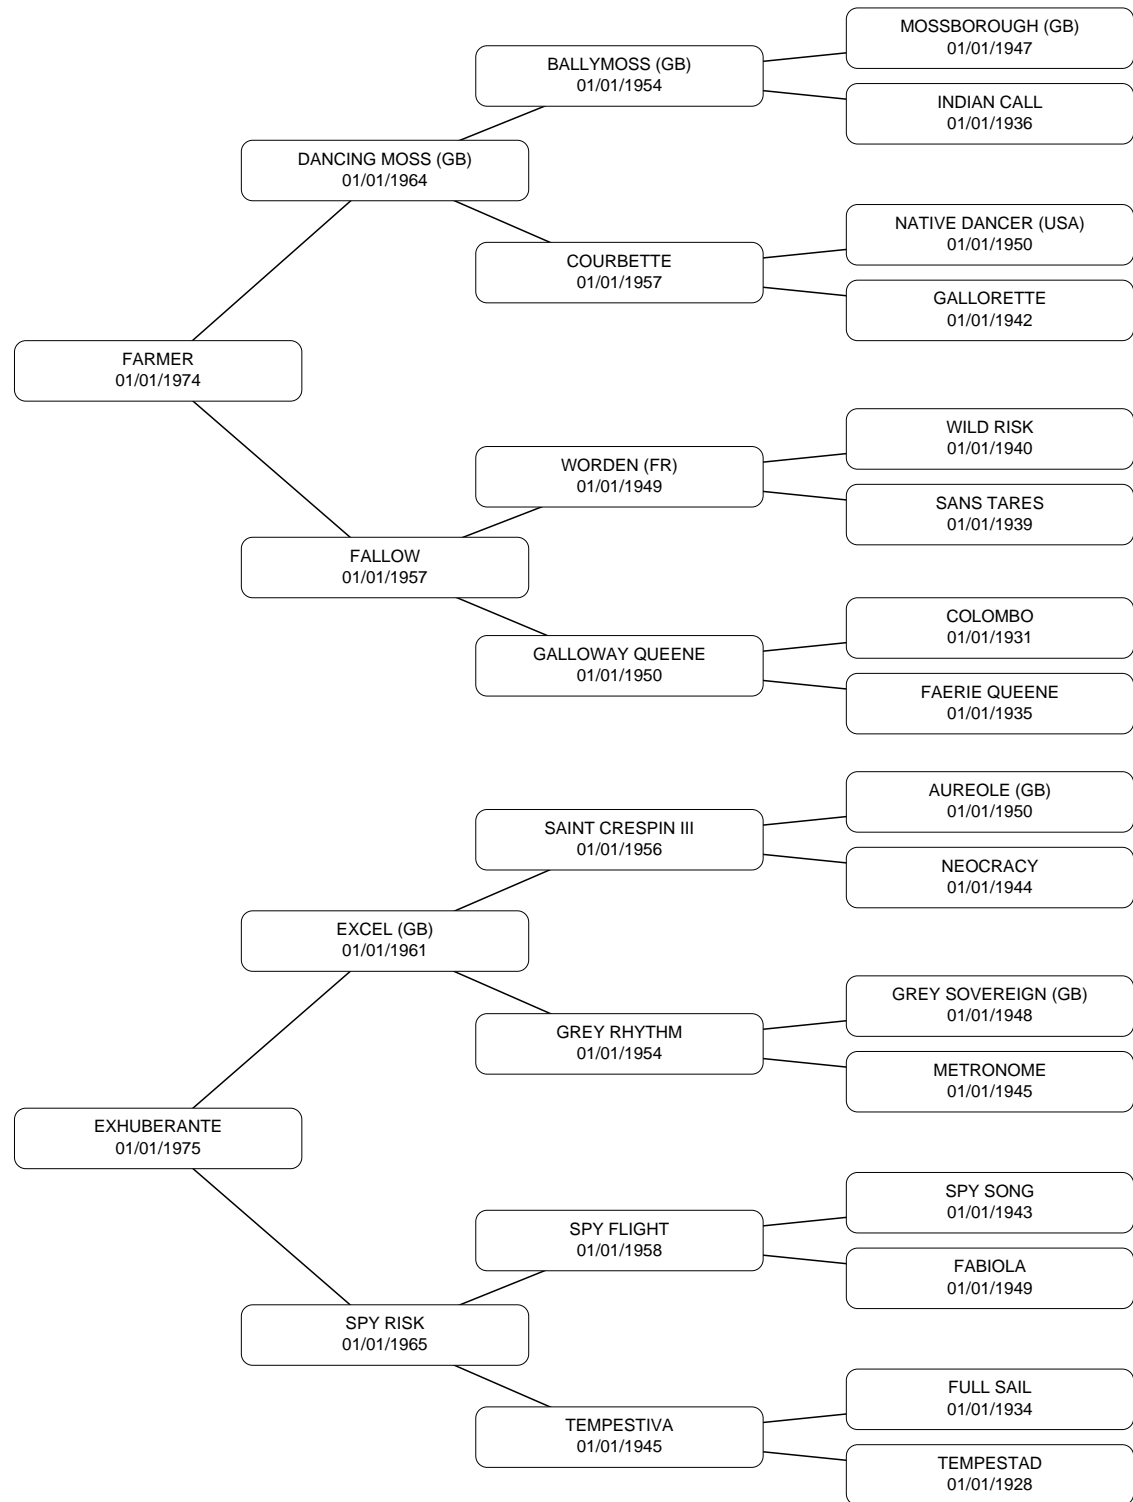 MOSSBOROUGH (GB)
01/01/1947
BALLYMOSS (GB)
01/01/1954
INDIAN CALL
01/01/1936
DANCING MOSS (GB)
01/01/1964
NATIVE DANCER (USA)
01/01/1950
COURBETTE
01/01/1957
GALLORETTE
01/01/1942
FARMER
01/01/1974
WILD RISK
01/01/1940
WORDEN (FR)
01/01/1949
SANS TARES
01/01/1939
FALLOW
01/01/1957
COLOMBO
01/01/1931
GALLOWAY QUEENE
01/01/1950
FAERIE QUEENE
01/01/1935
AUREOLE (GB)
01/01/1950
SAINT CRESPIN III
01/01/1956
NEOCRACY
01/01/1944
EXCEL (GB)
01/01/1961
GREY SOVEREIGN (GB)
01/01/1948
GREY RHYTHM
01/01/1954
METRONOME
01/01/1945
EXHUBERANTE
01/01/1975
SPY SONG
01/01/1943
SPY FLIGHT
01/01/1958
FABIOLA
01/01/1949
SPY RISK
01/01/1965
FULL SAIL
01/01/1934
TEMPESTIVA
01/01/1945
TEMPESTAD
01/01/1928